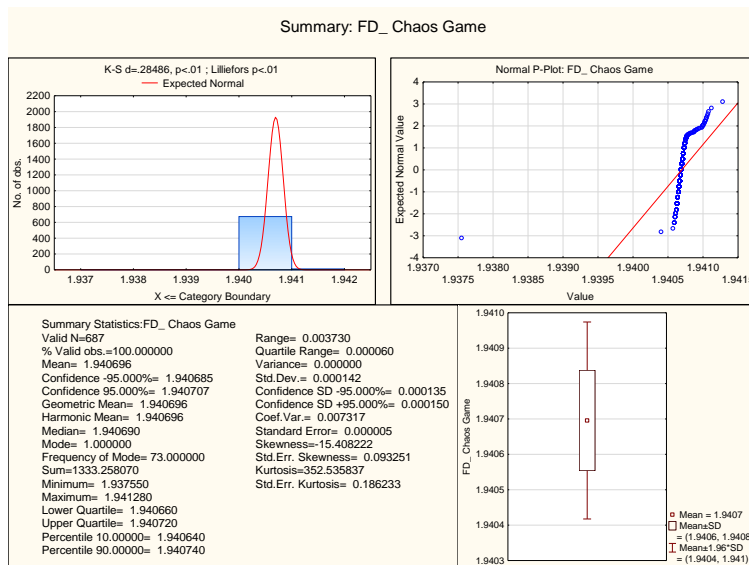 Summary: FD_ Chaos Game
K-S d=.28486, p<.01 ; Lilliefors p<.01
Expected Normal
2200
2000
1800
1600
1400
1200
1000
800
600
400
200
0
No. of obs.
1.937 1.938 1.939 1.940 1.941 1.942
X <= Category Boundary
Normal P-Plot: FD_ Chaos Game
4
3
2
1
0
-1
-2
-3
-4
Expected Normal Value
1.9370 1.9380 1.9390 1.9400 1.9410
1.9375 1.9385 1.9395 1.9405 1.9415
Value
Summary Statistics:FD_ Chaos Game
Valid N=687
% Valid obs.=100.000000
Mean= 1.940696
Confidence -95.000%= 1.940685
Confidence 95.000%= 1.940707
Geometric Mean= 1.940696
Harmonic Mean= 1.940696
Median= 1.940690
Mode= 1.000000
Frequency of Mode= 73.000000
Sum=1333.258070
Minimum= 1.937550
Maximum= 1.941280
Lower Quartile= 1.940660
Upper Quartile= 1.940720
Percentile 10.00000= 1.940640
Percentile 90.00000= 1.940740
Range= 0.003730
Quartile Range= 0.000060
Variance= 0.000000
Std.Dev.= 0.000142
Confidence SD -95.000%= 0.000135
Confidence SD +95.000%= 0.000150
Coef.Var.= 0.007317
Standard Error= 0.000005
Skewness=-15.408222
Std.Err. Skewness= 0.093251
Kurtosis=352.535837
Std.Err. Kurtosis= 0.186233
1.9410
1.9409
1.9408
1.9407
1.9406
1.9404
1.9403
FD_ Chaos Game
Mean = 1.9407
Mean±SD
= (1.9406, 1.9408
Mean±1.96*SD
= (1.9404, 1.941)